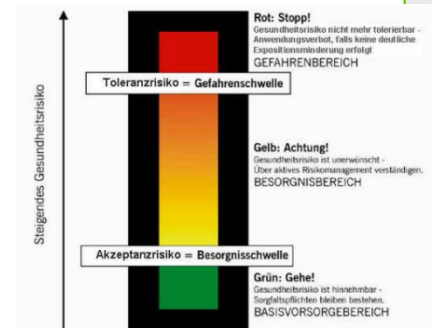 Rot: Stopp!
Gesundheitsrisiko nicht mehr tolerierbar -
Anwendungsverbot, falls keine deutliche
Expositionsminderung erfolgt
GEFAHRENBEREICH
Toleranzrisiko = Gefahrenschwelle
Steigendes Gesundheitsrisiko
Gelb: Achtung!
Gesundheitsrisiko ist unerwünscht -
Über aktives Risikomanagement verständigen.
BESORGNISBEREICH
Akzeptanzrisiko = Besorgnisschwelle
Grün: Gehe!
Gesundheitsrisiko ist hinnehmbar -
Sorgfaltspflichten bleiben bestehen.
BASISVORSORGEBEREICH